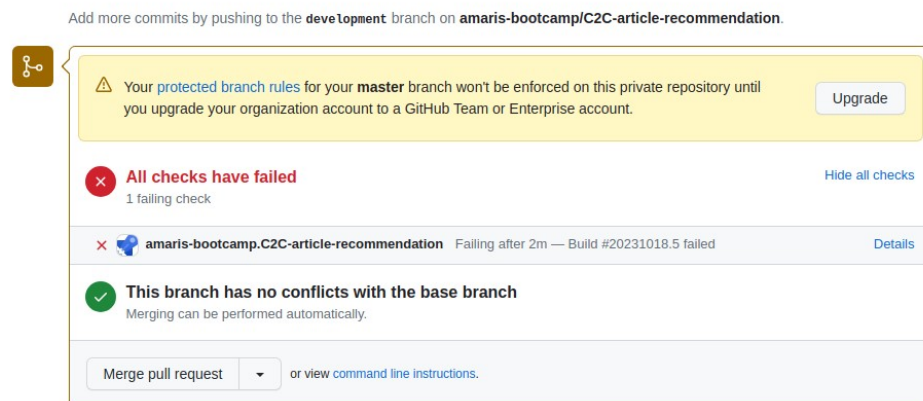 Add more commits by pushing to the development branch on amaris-bootcamp/C2C-article-recommendation.
Your protected branch rules for your master branch won't be enforced on this private repository until
you upgrade your organization account to a GitHub Team or Enterprise account.
Upgrade
All checks have failed
Hide all checks
1 failing check
amaris-bootcamp.C2C-article-recommendation Failing after 2m — Build #20231018.5 failed
Details
This branch has no conflicts with the base branch
Merging can be performed automatically.
Merge pull request
or view command line instructions.